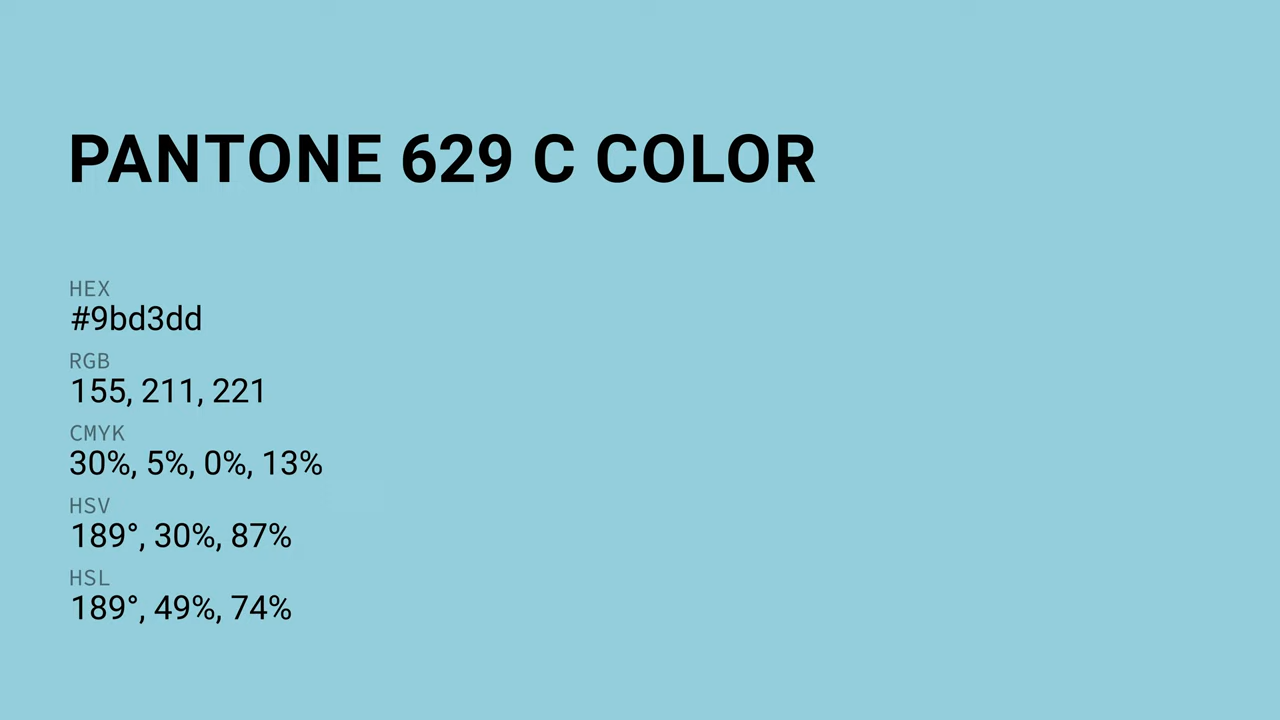 PANTONE 629 C COLOR
HEX
#9bd3dd
RGB
155, 211, 221
CMYK
30%, 5%, 0%, 13%
HSV
189°, 30%, 87%
HSL
189°, 49%, 74%